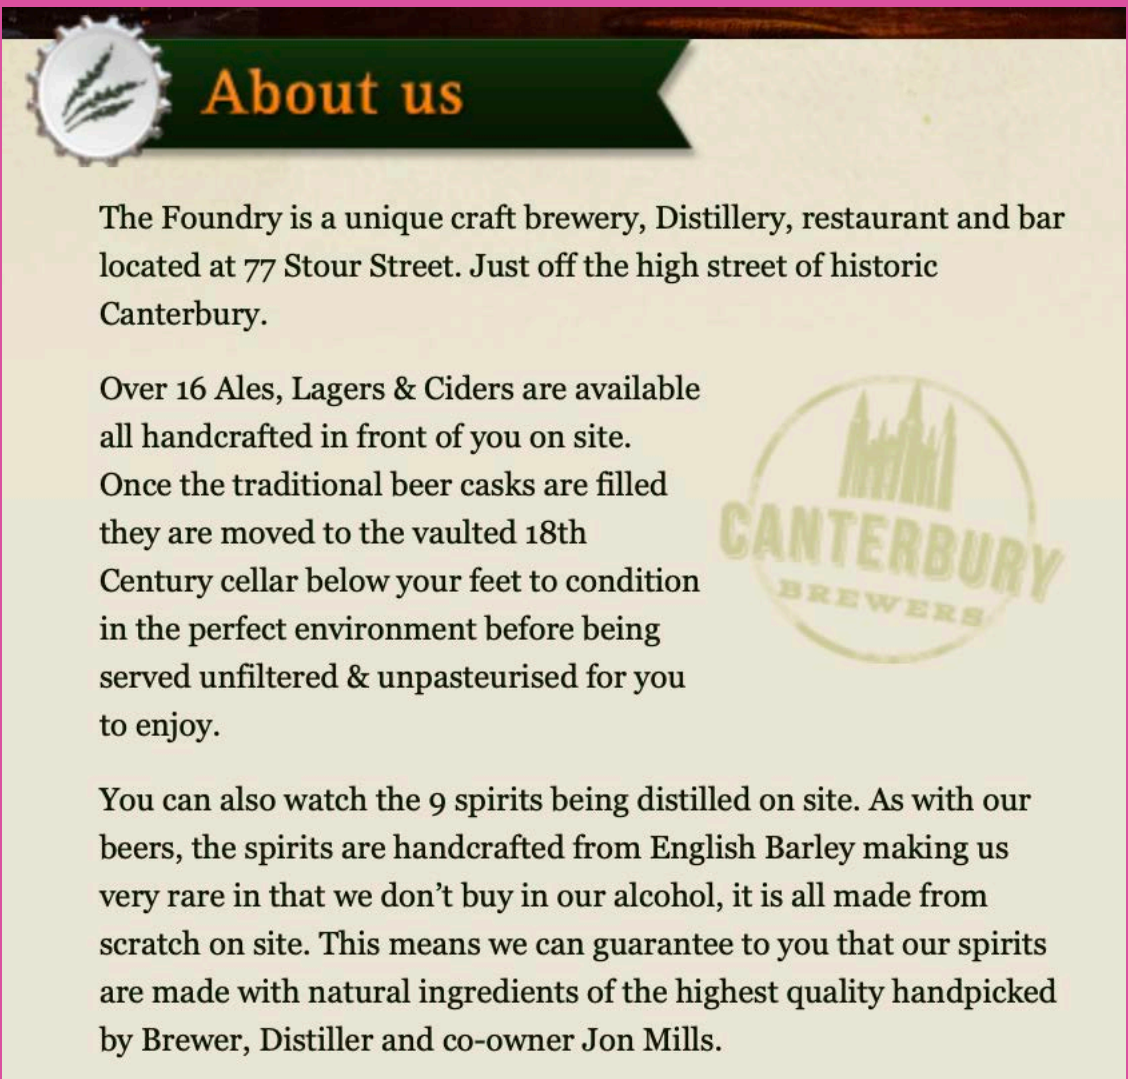 About us
The Foundry is a unique craft brewery, Distillery, restaurant and bar
located at 77 Stour Street. Just off the high street of historic
Canterbury.
Over 16 Ales, Lagers & Ciders are available
all handcrafted in front of you on site.
Once the traditional beer casks are filled
they are moved to the vaulted 18th
Century cellar below your feet to condition
in the perfect environment before being
served unfiltered & unpasteurised for you
to enjoy.
CANTERBURY
BREWERS
You can also watch the 9 spirits being distilled on site. As with our
beers, the spirits are handcrafted from English Barley making us
very rare in that we don’t buy in our alcohol, it is all made from
scratch on site. This means we can guarantee to you that our spirits
are made with natural ingredients of the highest quality handpicked
by Brewer, Distiller and co-owner Jon Mills.